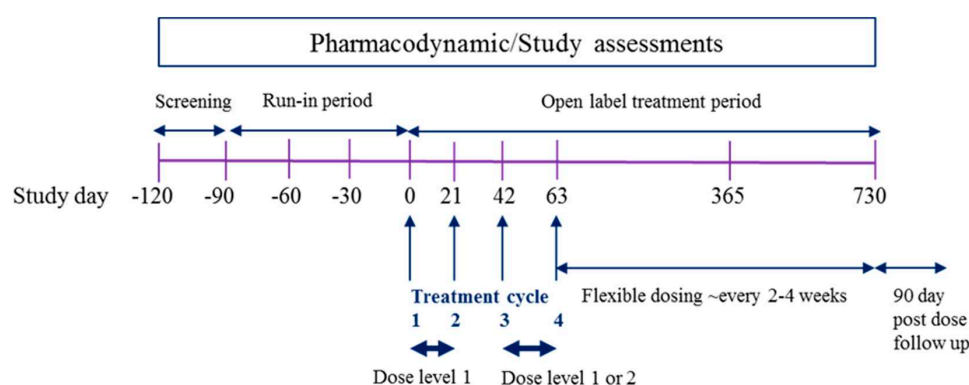 Pharmacodynamic/Study assessments
Screening Run-in period Open label treatment period
Study day -120 -90 -60 -30 0 21 42 63 365 730
Treatment cycle
1 2 3 4
Flexible dosing ~every 2-4 weeks
90 day
post dose
follow up
Dose level 1 Dose level 1 or 2